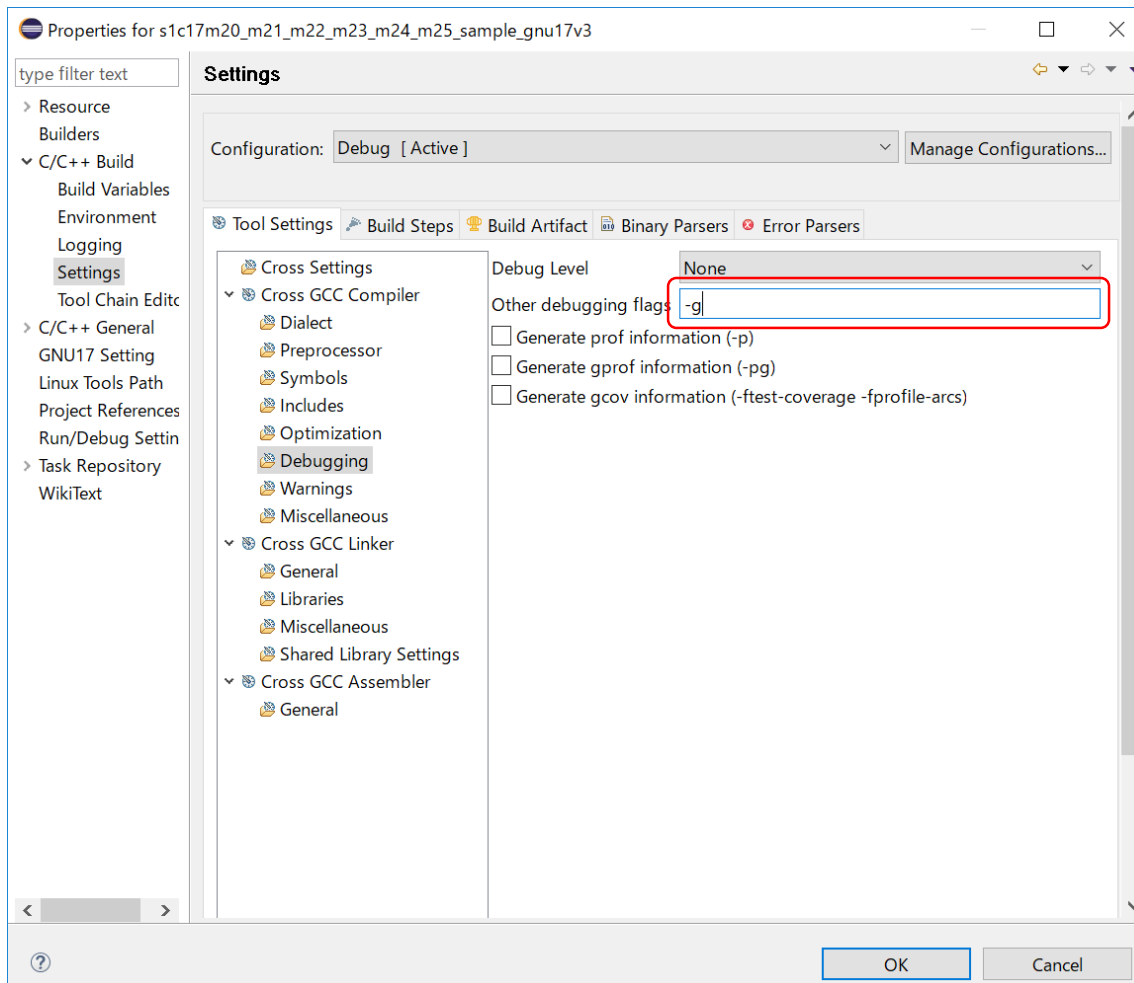 Properties for s1c17m20_m21_m22_m23_m24_m25_sample_gnu17v3
type filter text
Resource
Builders
C/C++ Build
Build Variables
Environment
Logging
Settings
Tool Chain Edito
C/C++ General
GNU17 Setting
Linux Tools Path
Project References
Run/Debug Settin
Task Repository
WikiText
Settings
Configuration: Debug [ Active ] Manage Configurations...
Tool Settings Build Steps Build Artifact Binary Parsers Error Parsers
Cross Settings
Cross GCC Compiler
Dialect
Preprocessor
Symbols
Includes
Optimization
Debugging
Warnings
Miscellaneous
Cross GCC Linker
General
Libraries
Miscellaneous
Shared Library Settings
Cross GCC Assembler
General
Debug Level None
Other debugging flags -g
Generate prof information (-p)
Generate gprof information (-pg)
Generate gcov information (-ftest-coverage -fprofile-arcs)
OK Cancel